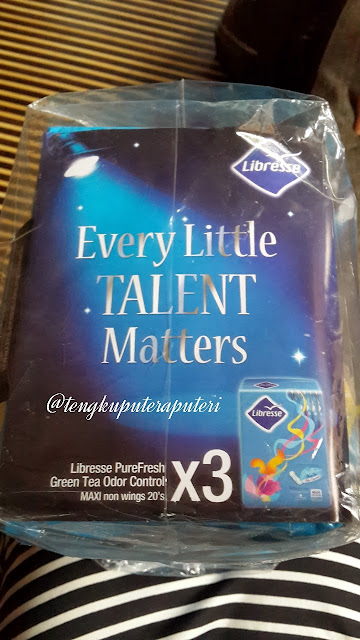 Libresse
Every Little
TALENT
Matters
@tengkuputeraputeri
Libresse
Libresse PureFresh
Green Tea Odor Control
MAXI non wings 20's
x3